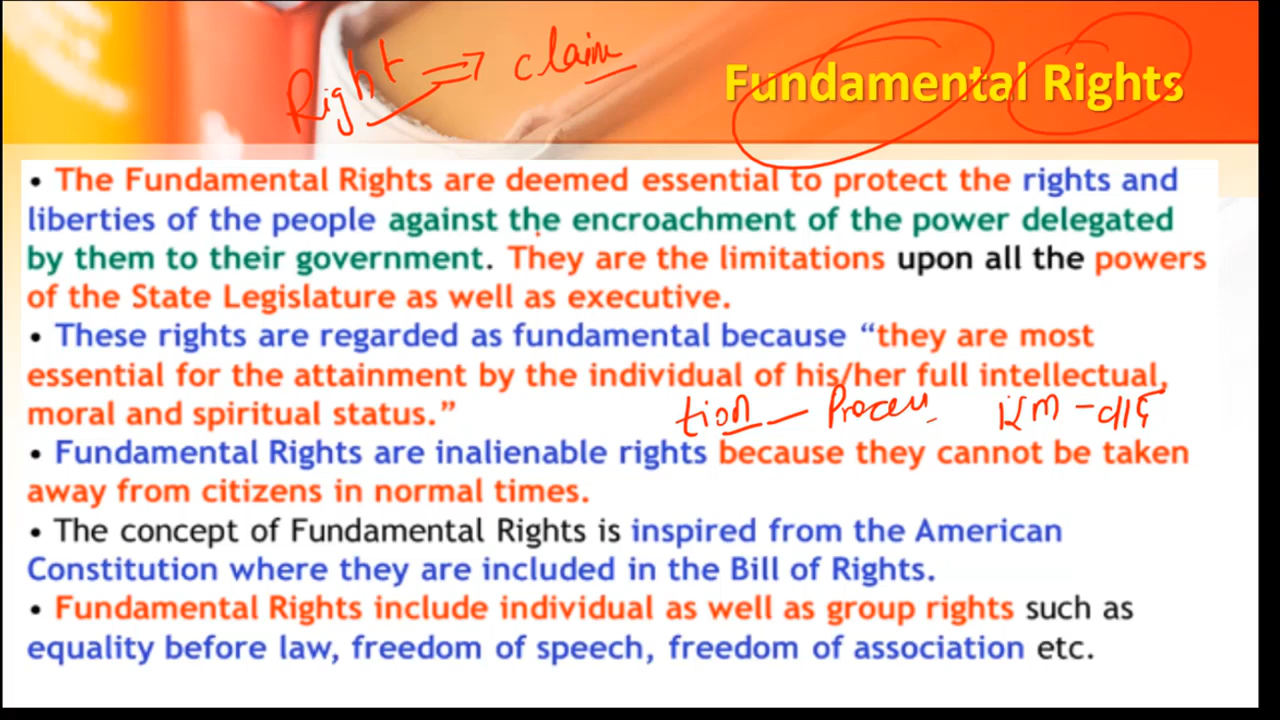 Right → claim
Fundamental Rights
• The Fundamental Rights are deemed essential to protect the rights and
liberties of the people against the encroachment of the power delegated
by them to their government. They are the limitations upon all the powers
of the State Legislature as well as executive.
• These rights are regarded as fundamental because “they are most
essential for the attainment by the individual of his/her full intellectual,
moral and spiritual status.”
tion — Process
• Fundamental Rights are inalienable rights because they cannot be taken
away from citizens in normal times.
• The concept of Fundamental Rights is inspired from the American
Constitution where they are included in the Bill of Rights.
• Fundamental Rights include individual as well as group rights such as
equality before law, freedom of speech, freedom of association etc.